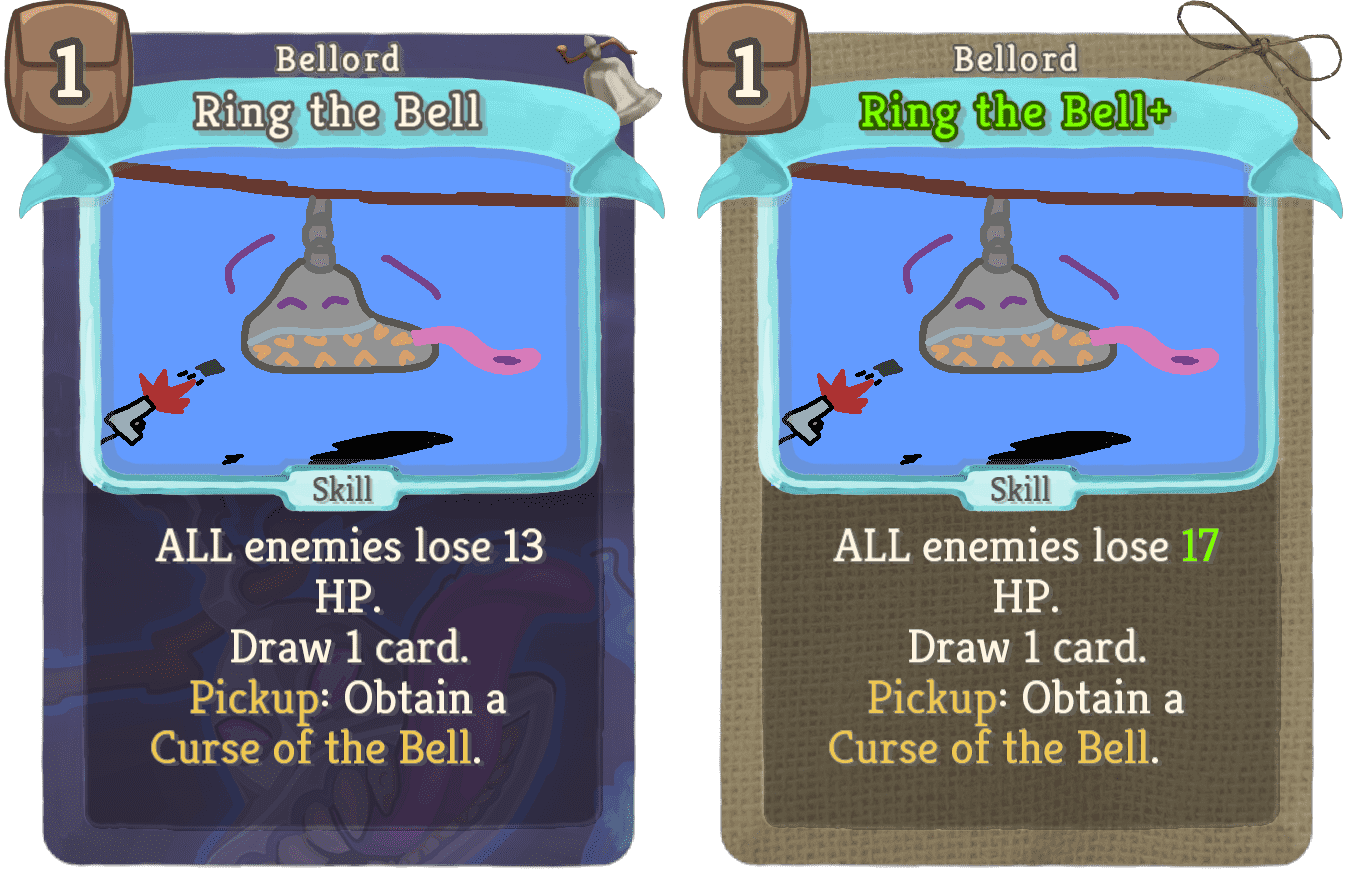 1
Bellord
Ring the Bell
Skill
ALL enemies lose 13
HP.
Draw 1 card.
Pickup: Obtain a
Curse of the Bell.
1
Bellord
Ring the Bell+
Skill
ALL enemies lose 17
HP.
Draw 1 card.
Pickup: Obtain a
Curse of the Bell.